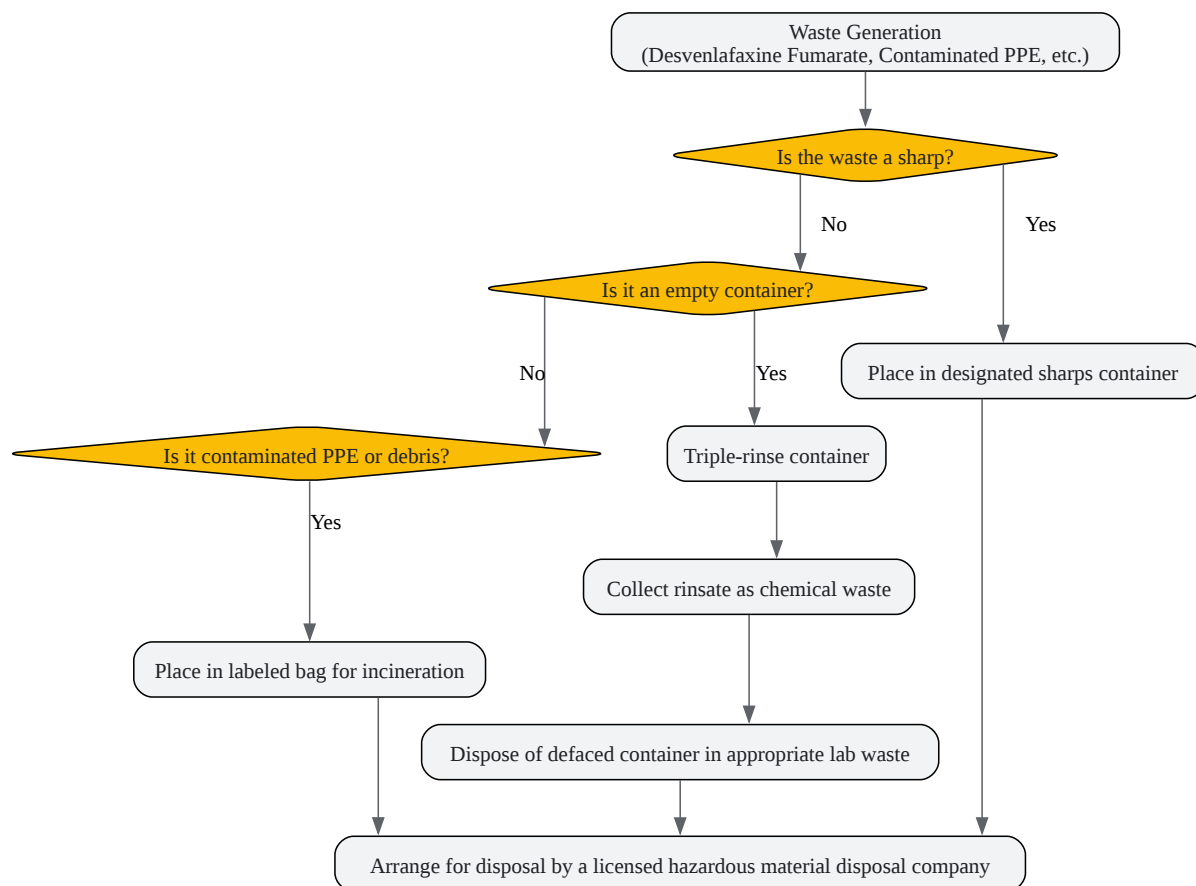 Waste Generation
(Desvenlafaxine Fumarate, Contaminated PPE, etc.)
Is the waste a sharp?
No
Yes
Is it an empty container?
No
Yes
Place in designated sharps container
Is it contaminated PPE or debris?
Triple-rinse container
Yes
Collect rinsate as chemical waste
Place in labeled bag for incineration
Dispose of defaced container in appropriate lab waste
Arrange for disposal by a licensed hazardous material disposal company